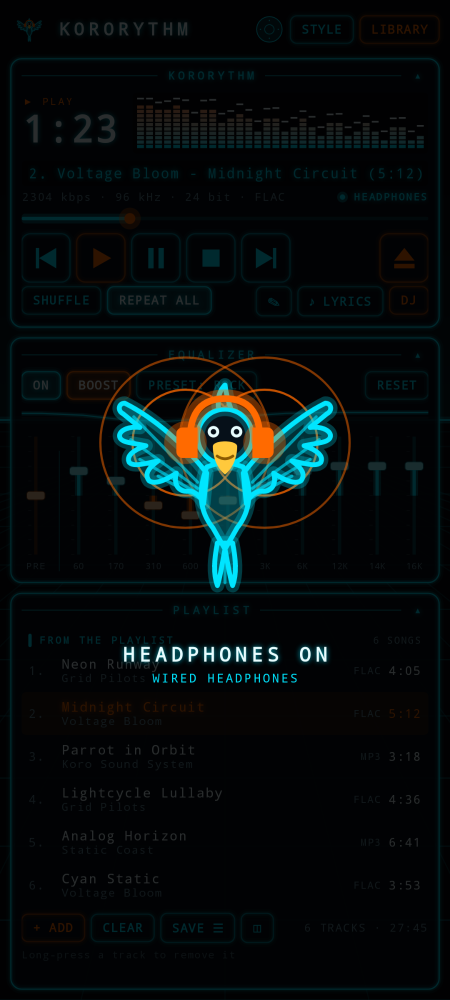 KORORYTHM
STYLE
LIBRARY
KORORYTHM
► PLAY
1:23
2. Voltage Bloom - Midnight Circuit (5:12)
2304 kbps · 96 kHz · 24 bit · FLAC
HEADPHONES
SHUFFLE
REPEAT ALL
♪ LYRICS
DJ
EQUALIZER
ON
BOOST
RESET
PRE 60 170 310 600 3K 6K 12K 14K 16K
PLAYLIST
FROM THE PLAYLIST
6 SONGS
HEADPHONES ON
WIRED HEADPHONES
1. Neon Runway FLAC 4:05
Grid Pilots
2. Midnight Circuit FLAC 5:12
Voltage Bloom
3. Parrot in Orbit MP3 3:18
Koro Sound System
4. Lightcycle Lullaby FLAC 4:36
Grid Pilots
5. Analog Horizon MP3 6:41
Static Coast
6. Cyan Static FLAC 3:53
Voltage Bloom
+ ADD
CLEAR
SAVE ☰
6 TRACKS · 27:45
Long-press a track to remove it